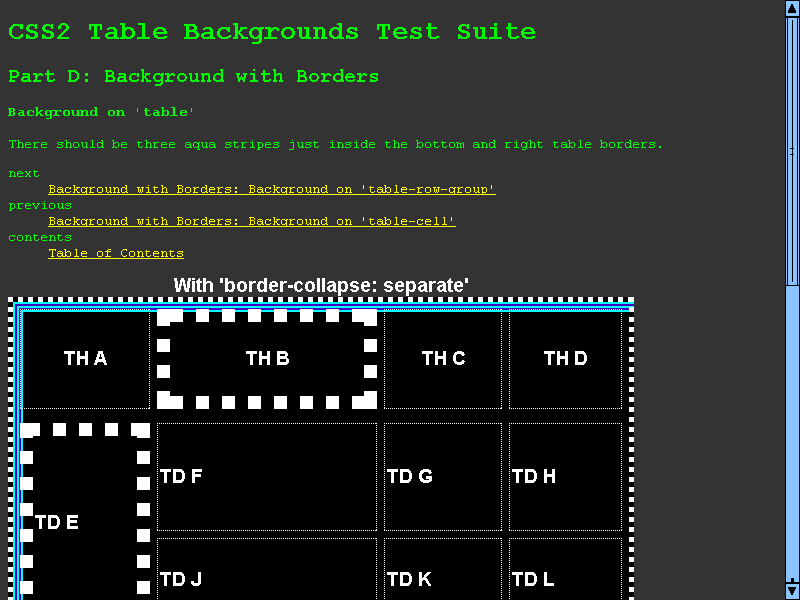 CSS2 Table Backgrounds Test Suite
Part D: Background with Borders
Background on 'table'
There should be three aqua stripes just inside the bottom and right table borders.
next
Background with Borders: Background on 'table-row-group'
previous
Background with Borders: Background on 'table-cell'
contents
Table of Contents
With 'border-collapse: separate'
TH A TH B TH C TH D
TD F TD G TD H
TD E
TD J TD K TD L